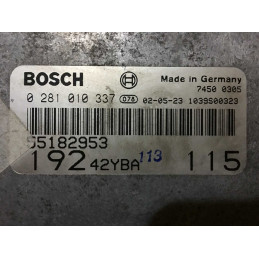 BOSCH Made in Germany
7450 0305
0 281 010 337 D76 02-05-23 1039S00323
55182953
192 42YBA 113 115